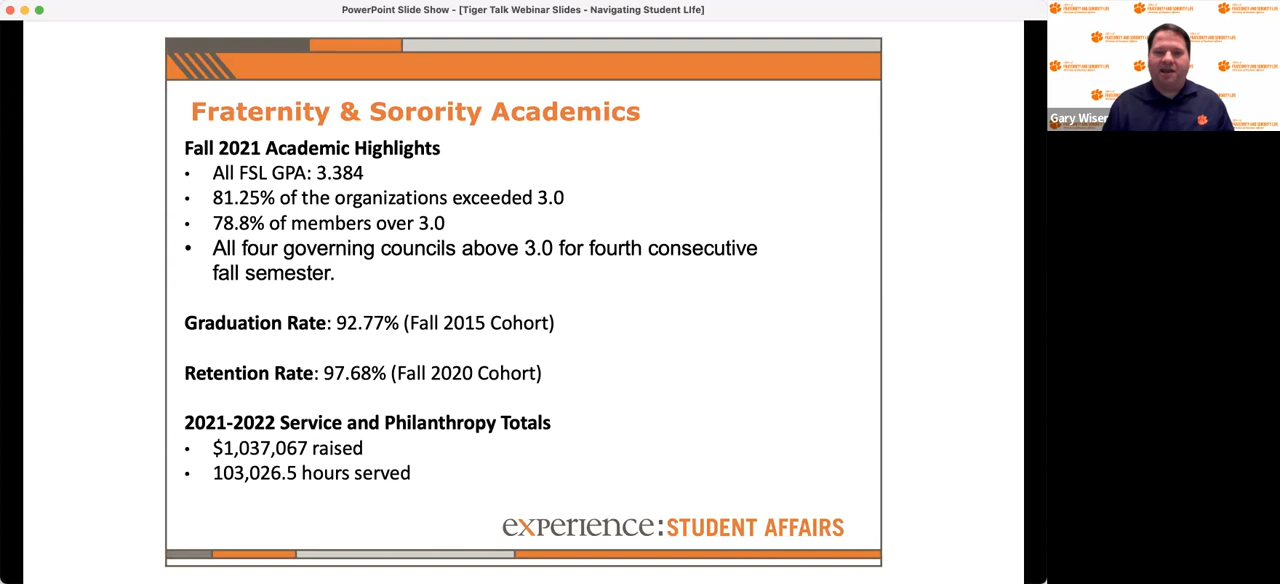 PowerPoint Slide Show - [Tiger Talk Webinar Slides - Navigating Student LIfe]
Fraternity & Sorority Academics
Fall 2021 Academic Highlights
• All FSL GPA: 3.384
• 81.25% of the organizations exceeded 3.0
• 78.8% of members over 3.0
• All four governing councils above 3.0 for fourth consecutive
fall semester.
Graduation Rate: 92.77% (Fall 2015 Cohort)
Retention Rate: 97.68% (Fall 2020 Cohort)
2021-2022 Service and Philanthropy Totals
• $1,037,067 raised
• 103,026.5 hours served
experience:STUDENT AFFAIRS
FRATERNITY AND SORORITY LIFE
Gary Wiser